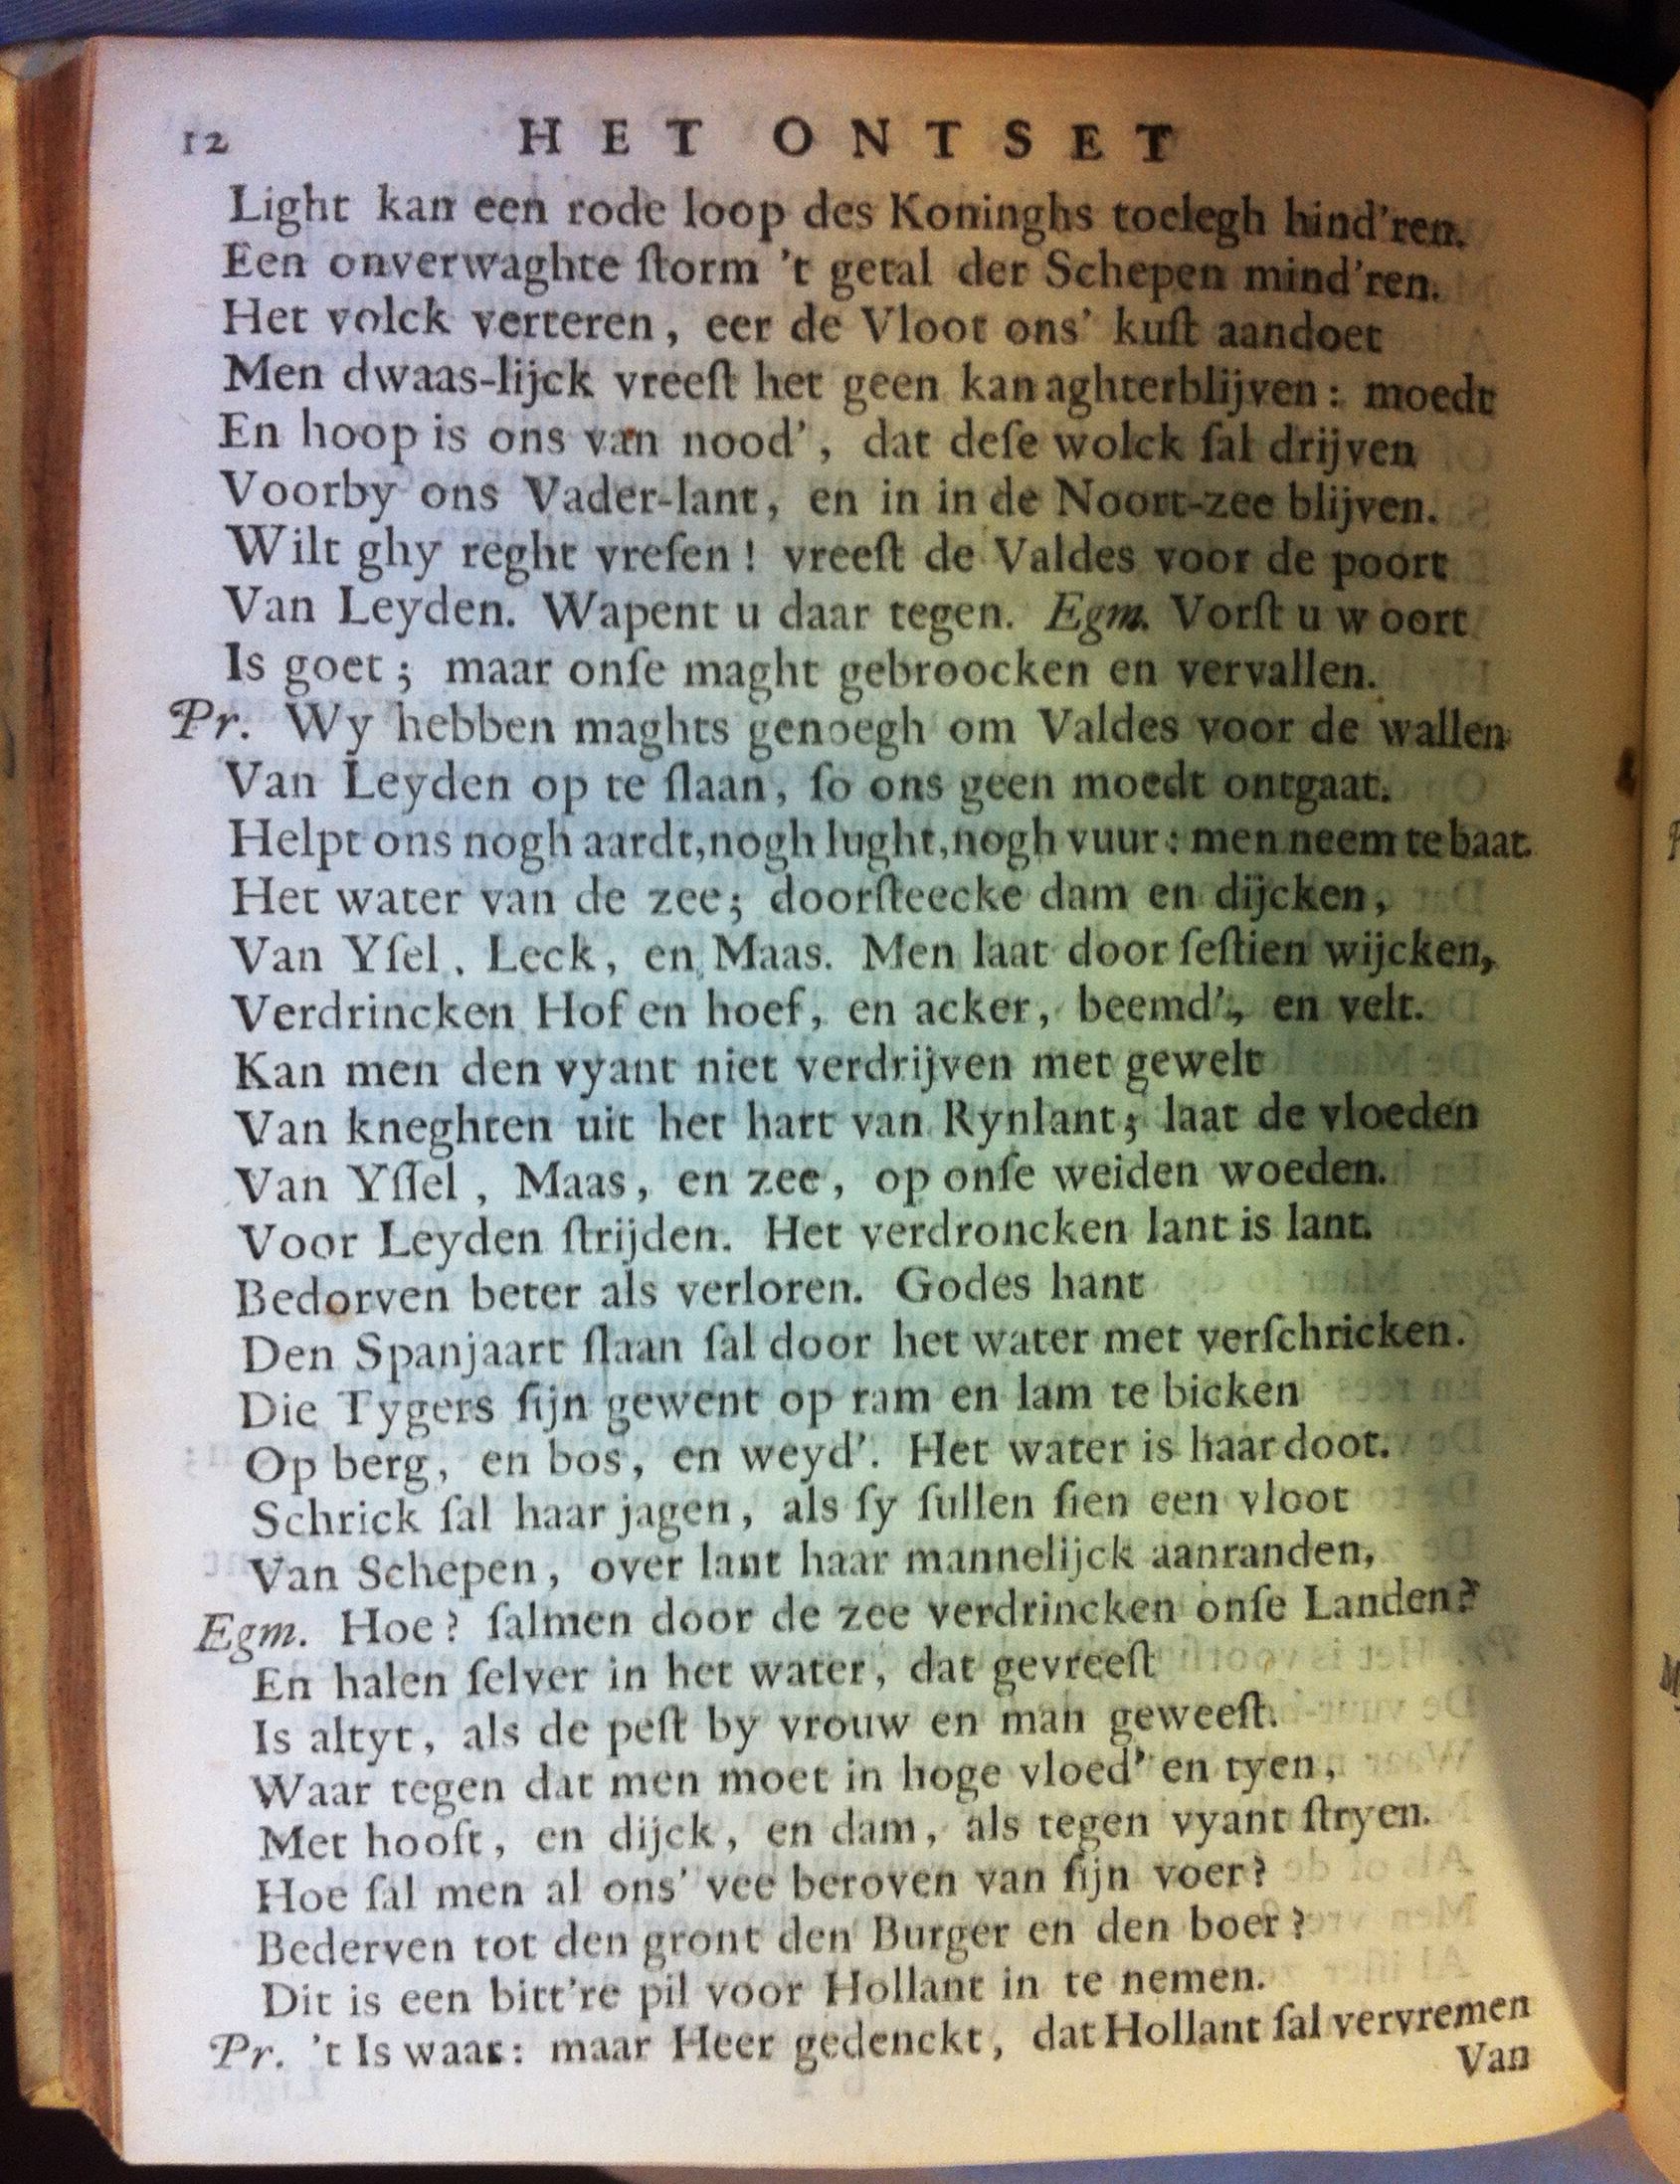 12 HET ONTSET
Light kan een rode loop des Koninghs toelegh hind'ren.
Een onverwaghte ſtorm 't getal der Schepen mind'ren.
Het volck verteren, eer de Vloot ons' kuſt aandoet
Men dwaas-lijck vreeſt het geen kan aghterblijven: moedt
En hoop is ons van nood', dat deſe wolck ſal drijven
Voorby ons Vader-lant, en in in de Noort-zee blijven.
Wilt ghy reght vreſen! vreeſt de Valdes voor de poort
Van Leyden. Wapent u daar tegen. Egm. Vorſt u w oort
Is goet; maar onſe maght gebroocken en vervallen.
Pr. Wy hebben maghts genoegh om Valdes voor de wallen
Van Leyden op te ſlaan, ſo ons geen moedt ontgaat.
Helpt ons nogh aardt,nogh lught,nogh vuur: men neem te baat.
Het water van de zee; doorſteecke dam en dijcken,
Van Yſel, Leck, en Maas. Men laat door ſeſtien wijcken,
Verdrincken Hof en hoef, en acker, beemd', en velt.
Kan men den vyant niet verdrijven met gewelt
Van kneghten uit het hart van Rynlant; laat de vloeden
Van Yſſel, Maas, en zee, op onſe weiden woeden.
Voor Leyden ſtrijden. Het verdroncken lant is lant.
Bedorven beter als verloren. Godes hant
Den Spanjaart ſlaan ſal door het water met verſchricken.
Die Tygers ſijn gewent op ram en lam te bicken
Op berg, en bos, en weyd'. Het water is haar doot.
Schrick ſal haar jagen, als ſy ſullen ſien een vloot
Van Schepen, over lant haar mannelijck aanranden,
Egm. Hoe? ſalmen door de zee verdrincken onſe Landen?
En halen ſelver in het water, dat gevreeſt
Is altyt, als de peſt by vrouw en man geweeſt.
Waar tegen dat men moet in hoge vloed' en tyen,
Met hooft, en dijck, en dam, als tegen vyant ſtryen.
Hoe ſal men al ons' vee beroven van ſijn voer?
Bederven tot den gront den Burger en den boer?
Dit is een bitt're pil voor Hollant in te nemen.
Pr. 't Is waar: maar Heer gedenckt, dat Hollant ſal vervremen
Van